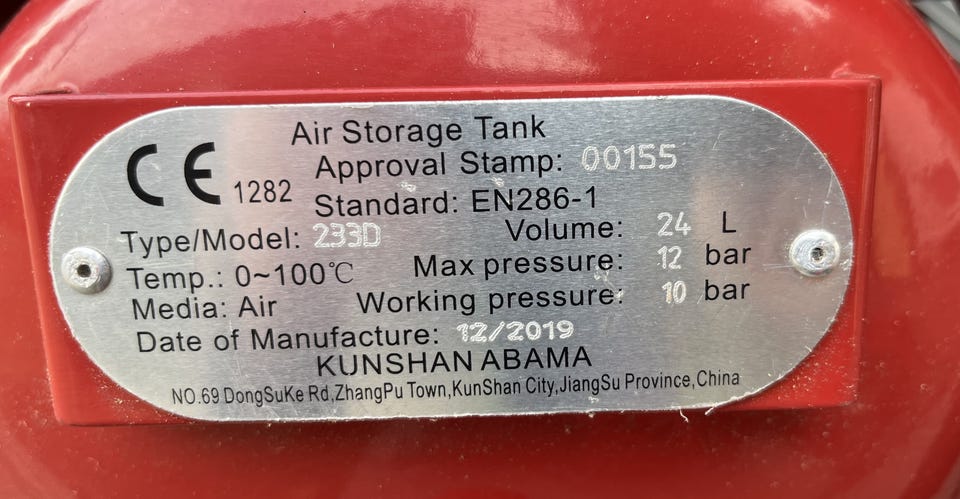 Air Storage Tank
CE 1282 Approval Stamp: 00155
Standard: EN286-1
Type/Model: 233D Volume: 24 L
Temp.: 0~100℃ Max pressure: 12 bar
Media: Air Working pressure: 10 bar
Date of Manufacture: 12/2019
KUNSHAN ABAMA
NO.69 DongSuKe Rd,ZhangPu Town,KunShan City,JiangSu Province,China